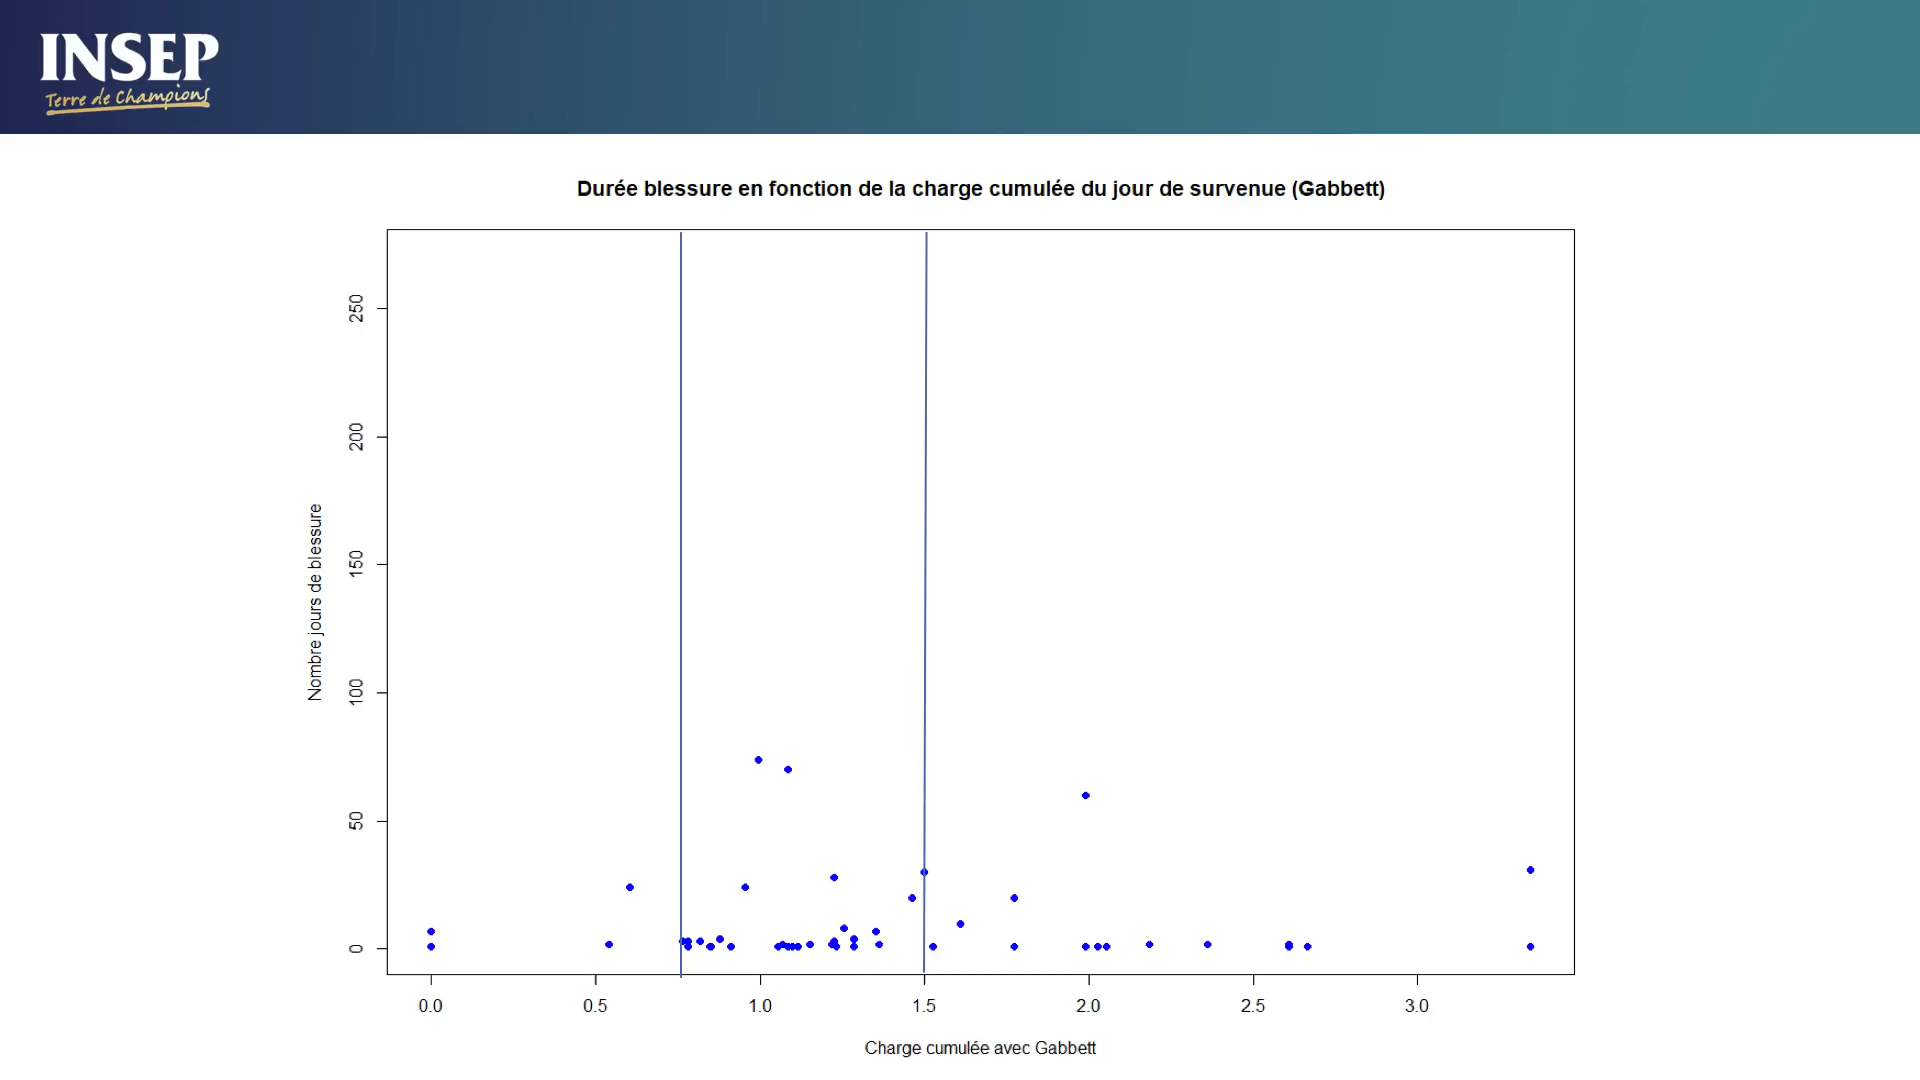 INSEP
Terre de Champions
Durée blessure en fonction de la charge cumulée du jour de survenue (Gabbett)
250
200
150
100
50
0
Nombre jours de blessure
0.0 0.5 1.0 1.5 2.0 2.5 3.0
Charge cumulée avec Gabbett